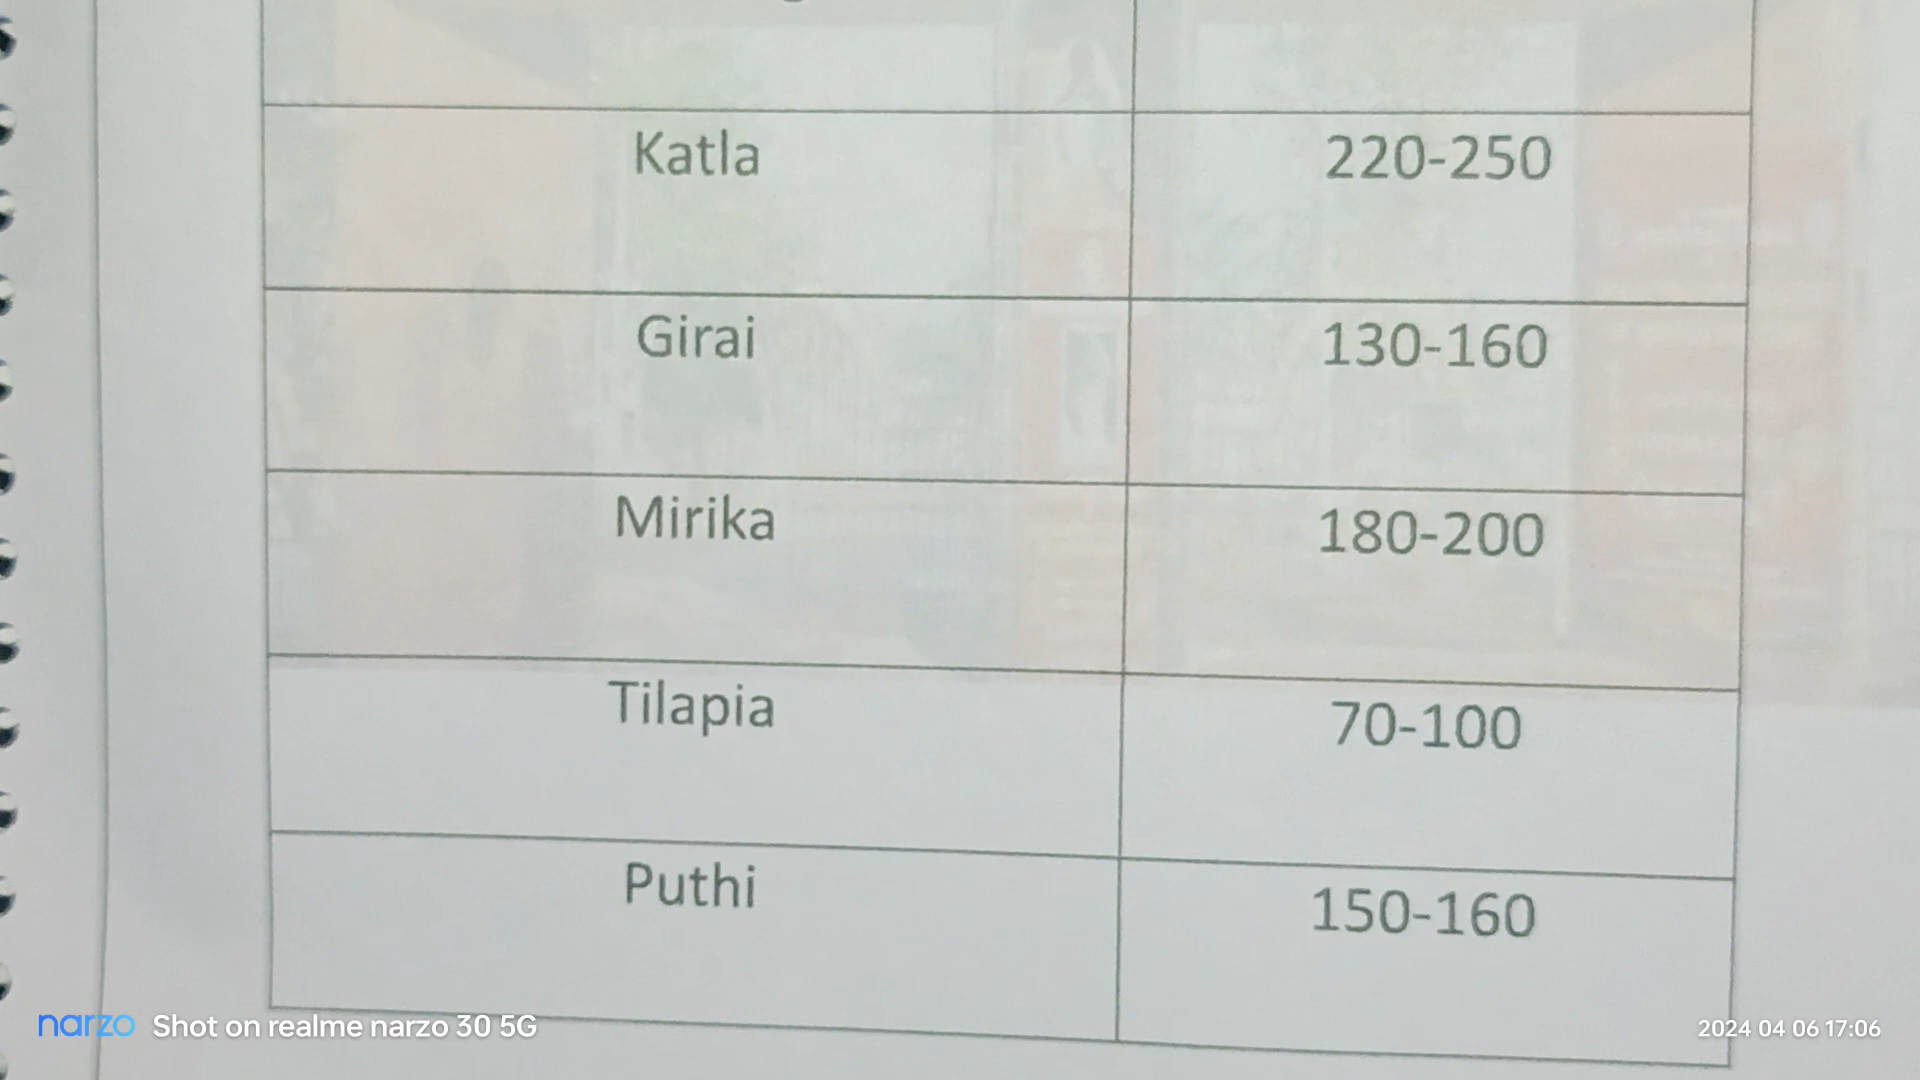 Katla 220-250
Girai 130-160
Mirika 180-200
Tilapia 70-100
Puthi 150-160
narzo Shot on realme narzo 30 5G
2024 04 06 17:06